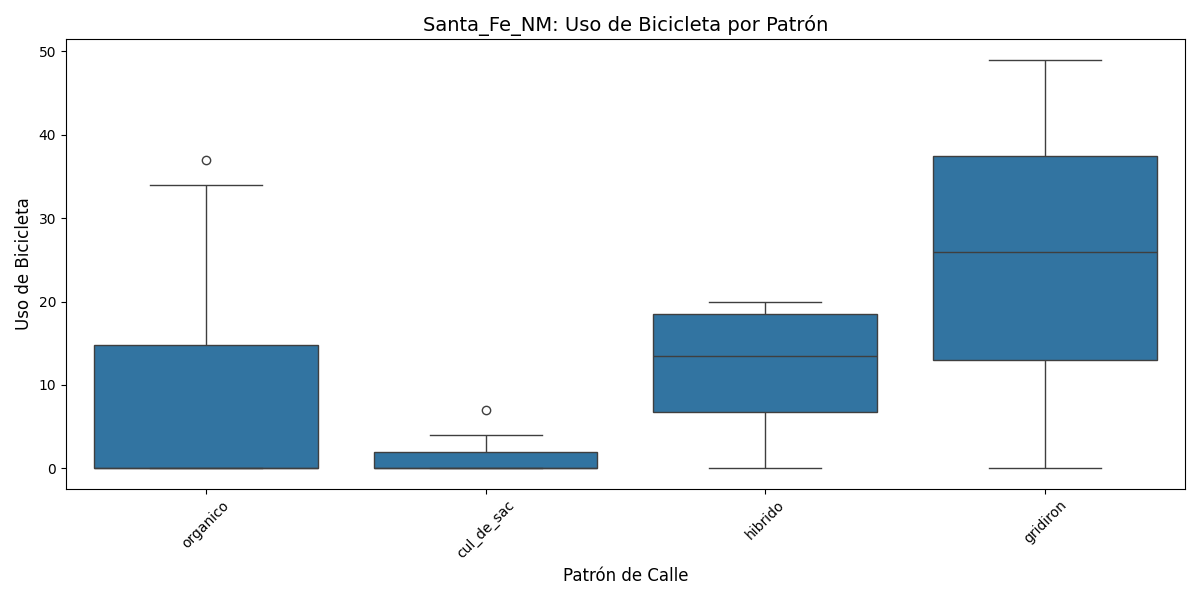 Santa_Fe_NM: Uso de Bicicleta por Patrón
Uso de Bicicleta
50
40
30
20
10
0
organico
cul_de_sac
hibrido
gridiron
Patrón de Calle